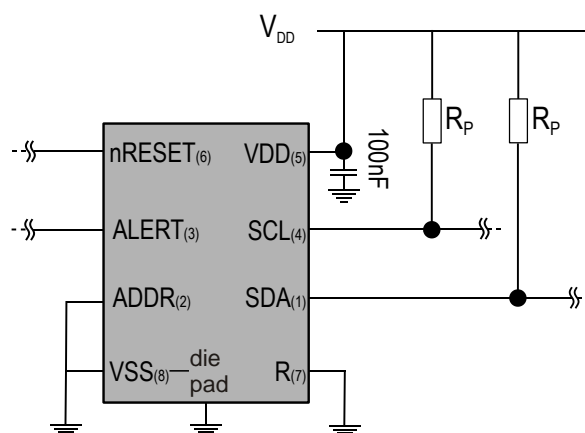 VDD
RP
RP
100nF
nRESET(6)
VDD(5)
ALERT(3)
SCL(4)
ADDR(2)
SDA(1)
VSS(8)
die
pad
R(7)